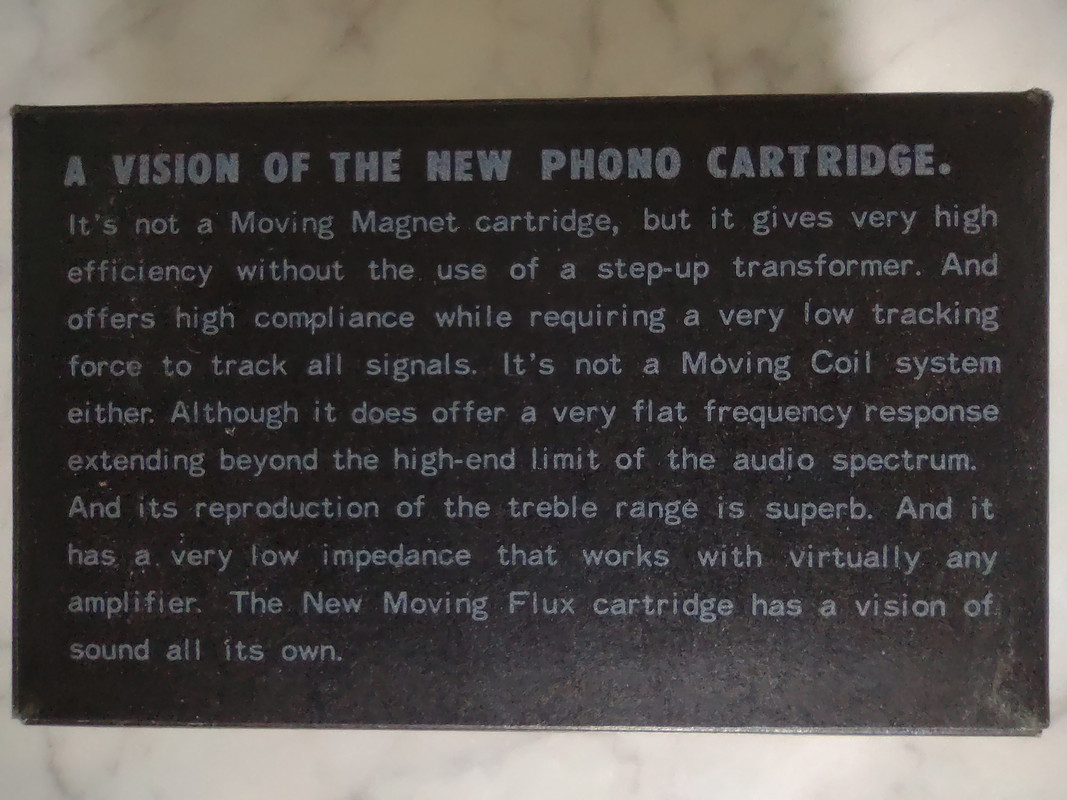 A VISION OF THE NEW PHONO CARTRIDGE.
It's not a Moving Magnet cartridge, but it gives very high
efficiency without the use of a step-up transformer. And
offers high compliance while requiring a very low tracking
force to track all signals. It's not a Moving Coil system
either. Although it does offer a very flat frequency response
extending beyond the high-end limit of the audio spectrum.
And its reproduction of the treble range is superb. And it
has a very low impedance that works with virtually any
amplifier. The New Moving Flux cartridge has a vision of
sound all its own.